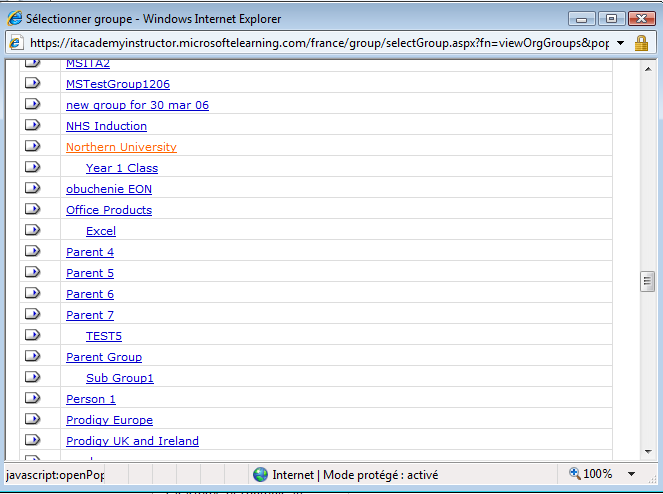 Sélectionner groupe - Windows Internet Explorer
https://itacademyinstructor.microsoftelearning.com/france/group/selectGroup.aspx?fn=viewOrgGroups&pop
MSITA2
MSTestGroup1206
new group for 30 mar 06
NHS Induction
Northern University
Year 1 Class
obuchenie EON
Office Products
Excel
Parent 4
Parent 5
Parent 6
Parent 7
TEST5
Parent Group
Sub Group1
Person 1
Prodigy Europe
Prodigy UK and Ireland
javascript:openPop Internet | Mode protégé : activé 100%